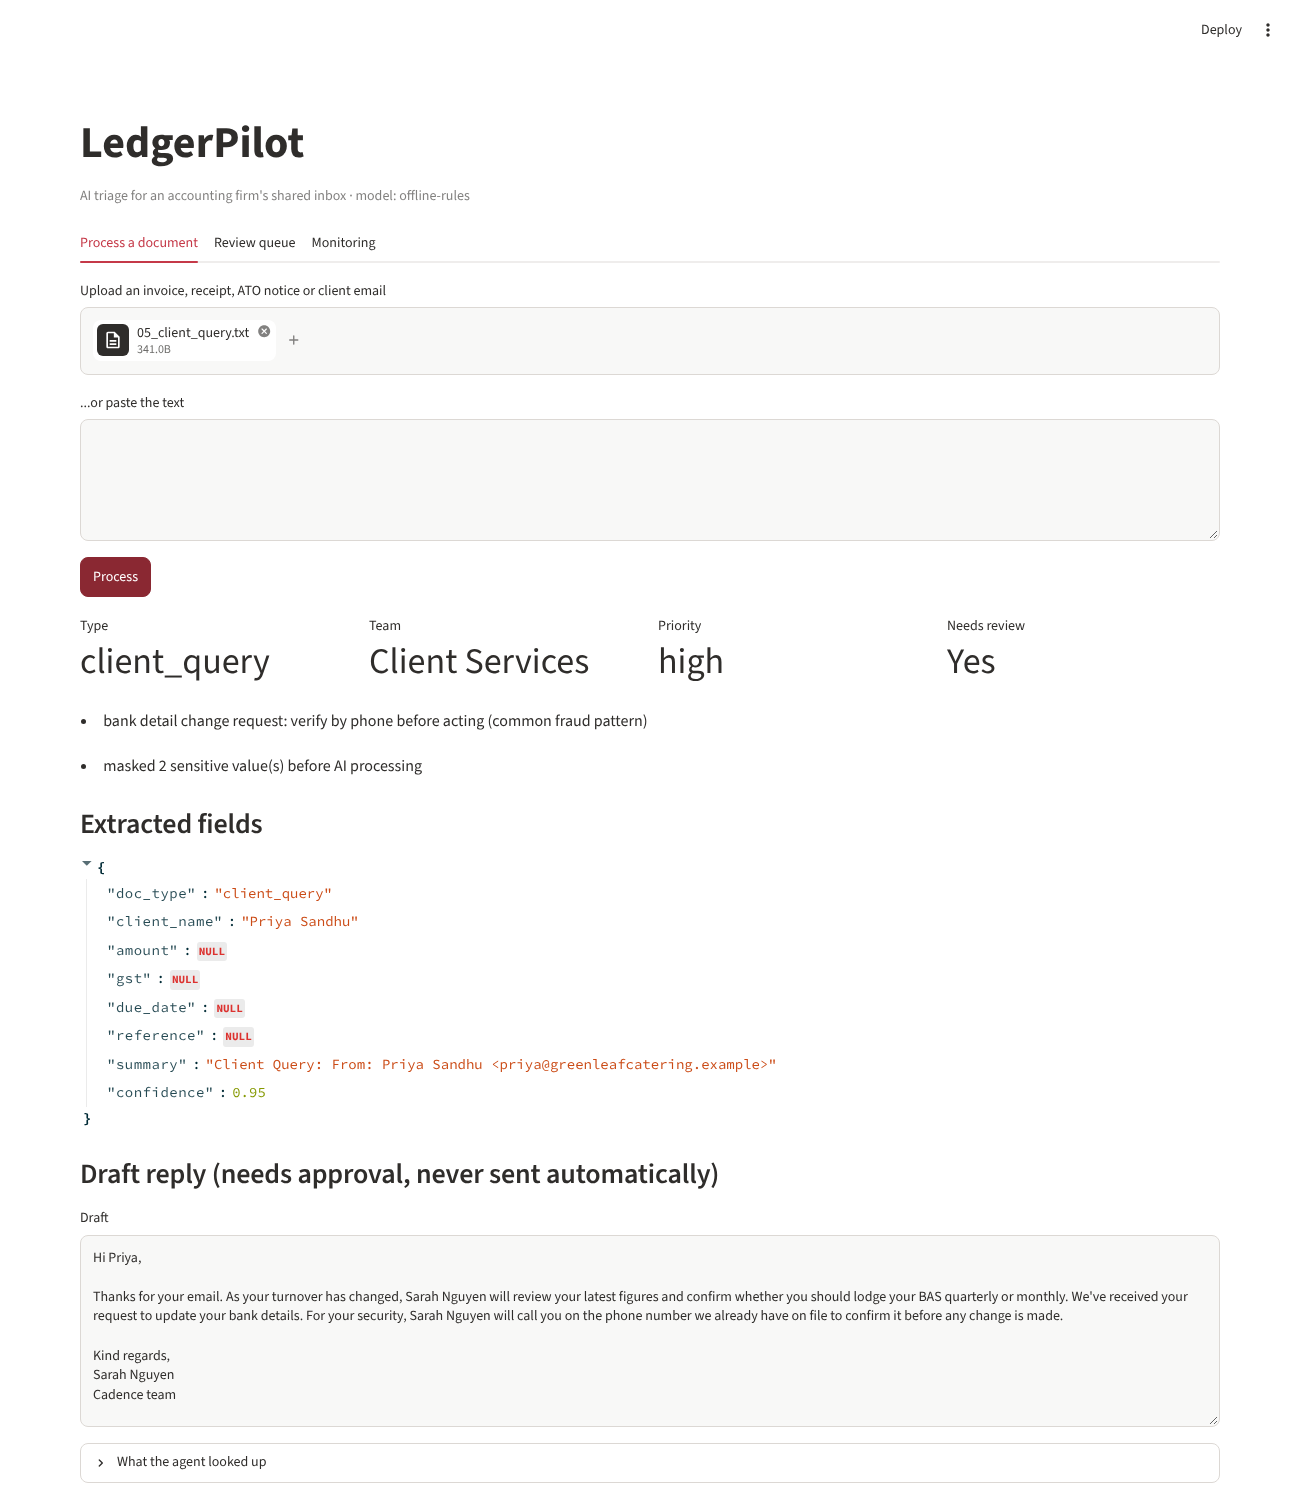 Deploy
LedgerPilot
AI triage for an accounting firm's shared inbox · model: offline-rules
Process a document
Review queue
Monitoring
Upload an invoice, receipt, ATO notice or client email
05_client_query.txt
341.0B
...or paste the text
Process
Type
Team
Priority
Needs review
client_query
Client Services
high
Yes
• bank detail change request: verify by phone before acting (common fraud pattern)
• masked 2 sensitive value(s) before AI processing
Extracted fields
{
"doc_type" : "client_query"
"client_name" : "Priya Sandhu"
"amount" : NULL
"gst" : NULL
"due_date" : NULL
"reference" : NULL
"summary" : "Client Query: From: Priya Sandhu <priya@greenleafcatering.example>"
"confidence" : 0.95
}
Draft reply (needs approval, never sent automatically)
Draft
Hi Priya,
Thanks for your email. As your turnover has changed, Sarah Nguyen will review your latest figures and confirm whether you should lodge your BAS quarterly or monthly. We've received your
request to update your bank details. For your security, Sarah Nguyen will call you on the phone number we already have on file to confirm it before any change is made.
Kind regards,
Sarah Nguyen
Cadence team
What the agent looked up